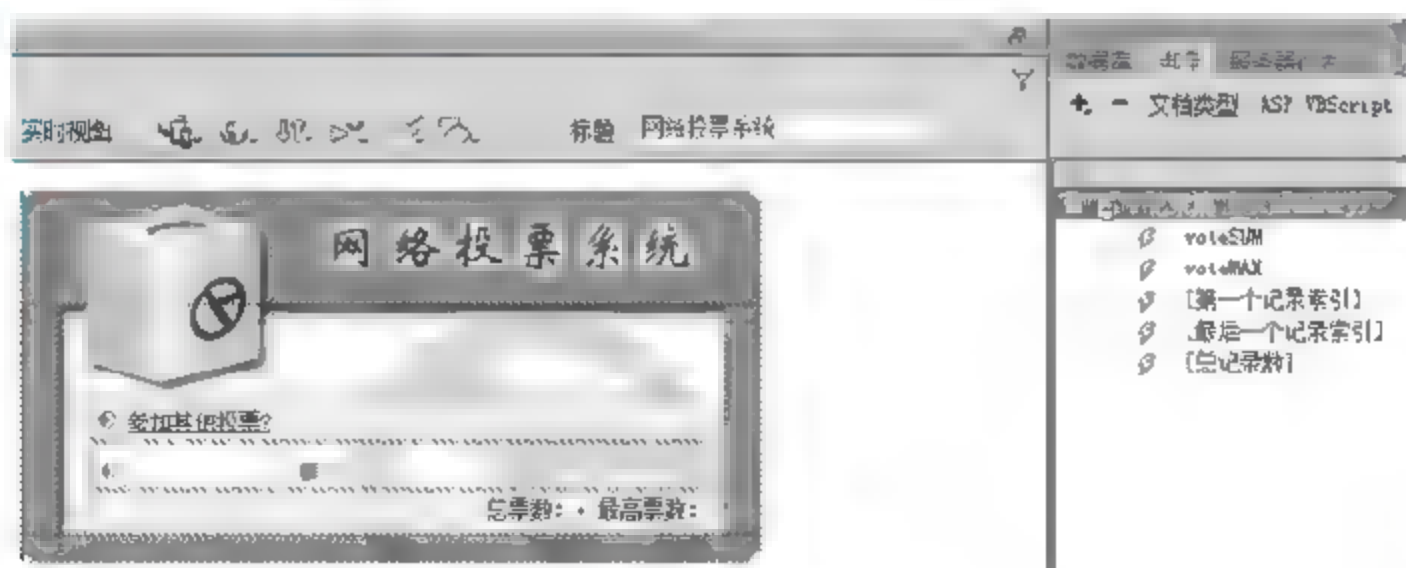 实时视图 标题 网络投票系统
文档类型 ASP VBScript
网络投票系统
voteSUM
voteMAX
[第一个记录索引]
[最后一个记录索引]
[总记录数]
参加其他投票?
总票数: · 最高票数: